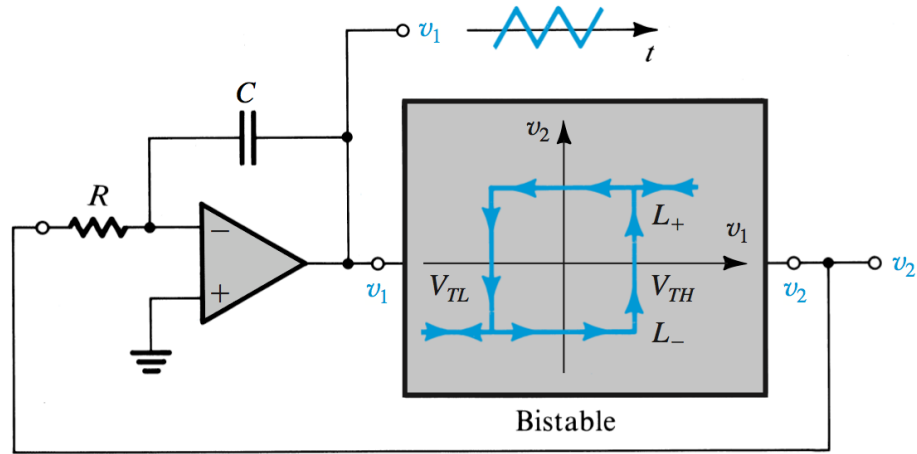 v₁
t
C
v₂
R
L₊
v₁
−
+
v₁
V_TL
V_TH
v₂
v₂
L₋
Bistable